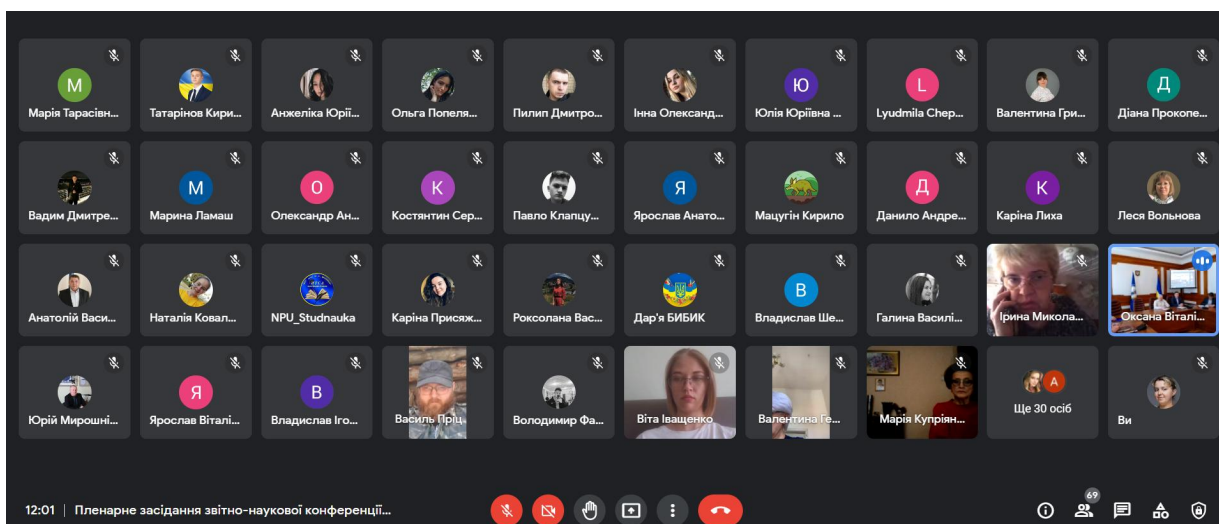 М
Марія Тарасівн...
Татарінов Кири...
Анжеліка Юрії...
Ольга Попеля...
Пилип Дмитро...
Інна Олександ...
Ю
Юлія Юріївна ...
L
Lyudmila Chep...
Валентина Гри...
Д
Діана Прокопе...
Вадим Дмитре...
М
Марина Ламаш
О
Олександр Ан...
К
Костянтин Сер...
Павло Клапцу...
Я
Ярослав Анато...
Мацугін Кирило
Д
Данило Андре...
К
Каріна Лиха
Леся Вольнова
Анатолій Васи...
Наталія Ковал...
NPU_Studnauka
Каріна Присяж...
Роксолана Вас...
Дар'я БИБИК
В
Владислав Ше...
Галина Василі...
Ірина Микола...
Оксана Віталі...
Юрій Мирошні...
Я
Ярослав Віталі...
В
Владислав Іго...
Василь Пріц
Володимир Фа...
Віта Іващенко
Валентина Ге...
Марія Купріян...
А
Ще 30 осіб
Ви
12:01 | Пленарне засідання звітно-наукової конференції...
69